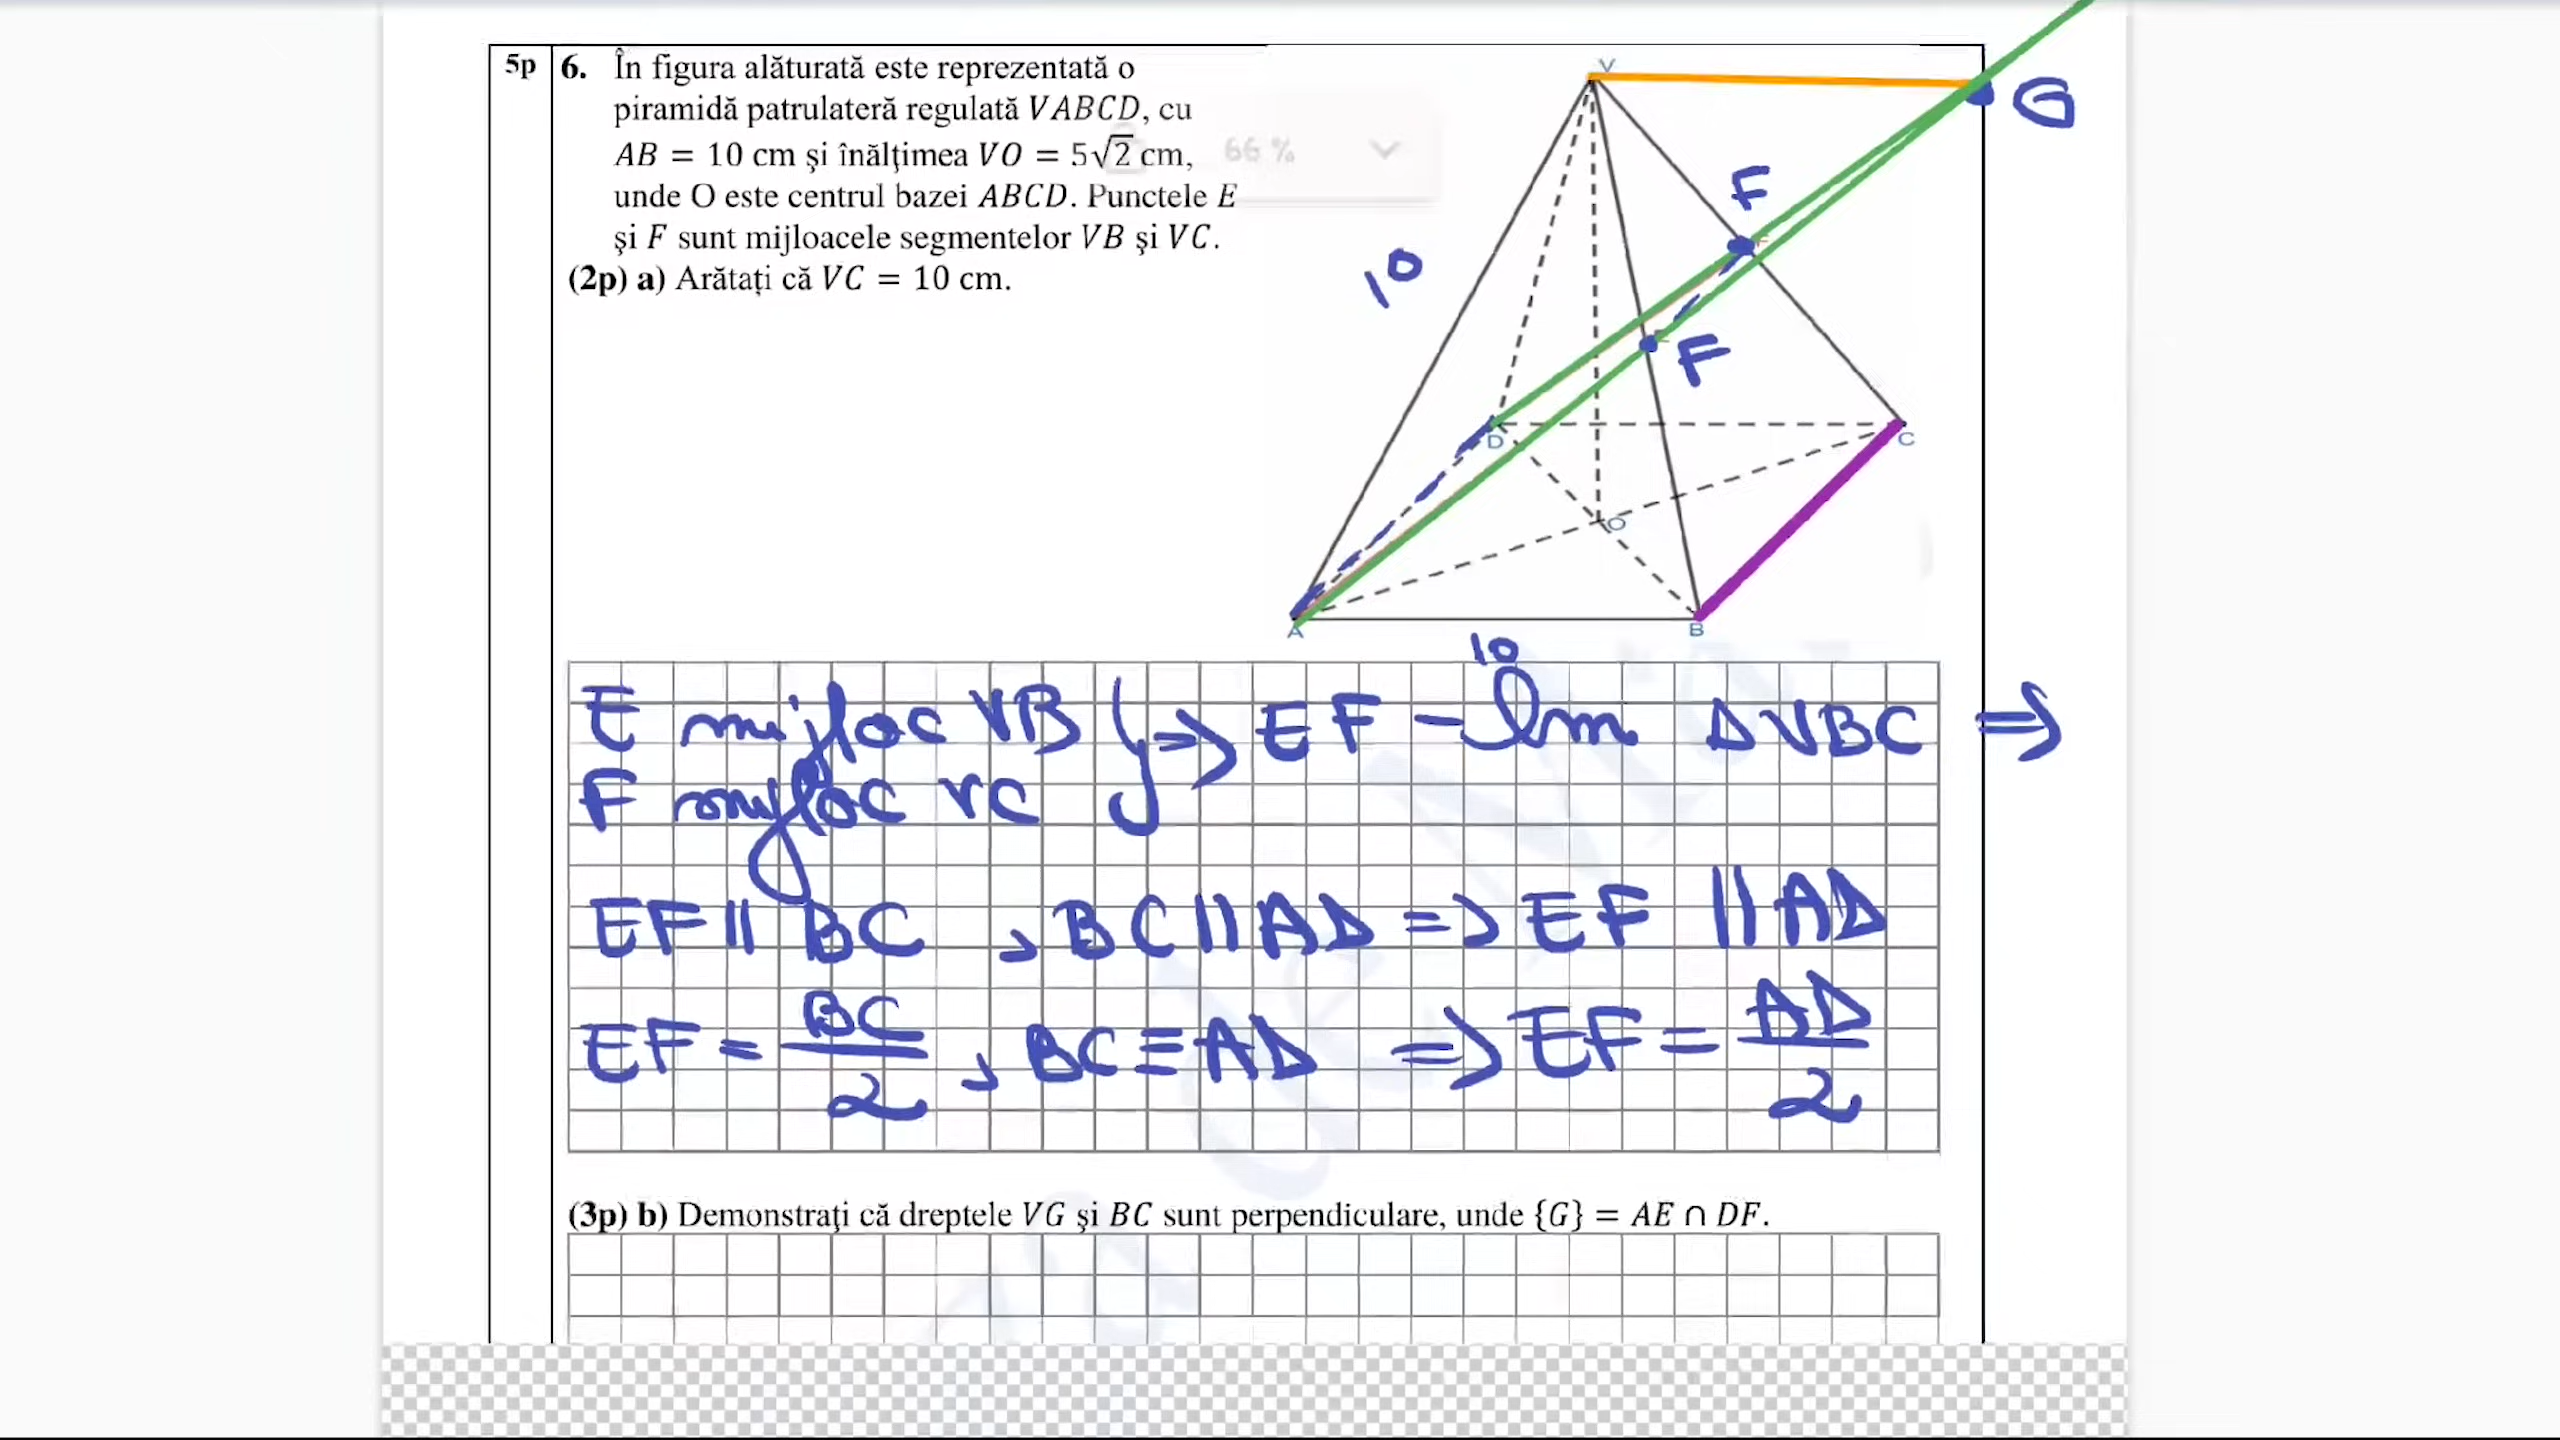 5p 6. În figura alăturată este reprezentată o
piramidă patrulateră regulată VABCD, cu
AB = 10 cm și înălțimea VO = 5√2 cm,
unde O este centrul bazei ABCD. Punctele E
și F sunt mijloacele segmentelor VB și VC.
(2p) a) Arătați că VC = 10 cm.
66 %
V
G
F
F
10
E
F
D
C
O
A
B
10
E mijloc VB } => EF - lm ΔVBC =>
F mijloc VC
EF || BC , BC || AD => EF || AD
EF = BC/2 , BC ≡ AD => EF = AD/2
(3p) b) Demonstrați că dreptele VG și BC sunt perpendiculare, unde {G} = AE ∩ DF.